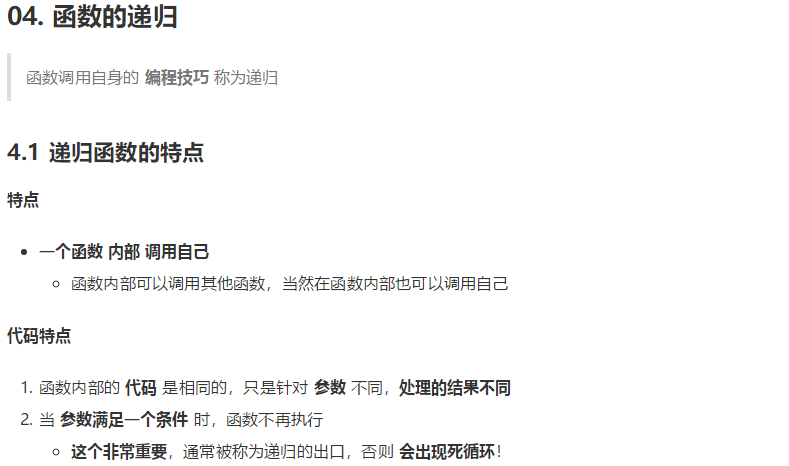 04. 函数的递归
函数调用自身的 编程技巧 称为递归
4.1 递归函数的特点
特点
一个函数 内部 调用自己
函数内部可以调用其他函数，当然在函数内部也可以调用自己
代码特点
1. 函数内部的 代码 是相同的，只是针对 参数 不同，处理的结果不同
2. 当 参数满足一个条件 时，函数不再执行
这个非常重要，通常被称为递归的出口，否则 会出现死循环！